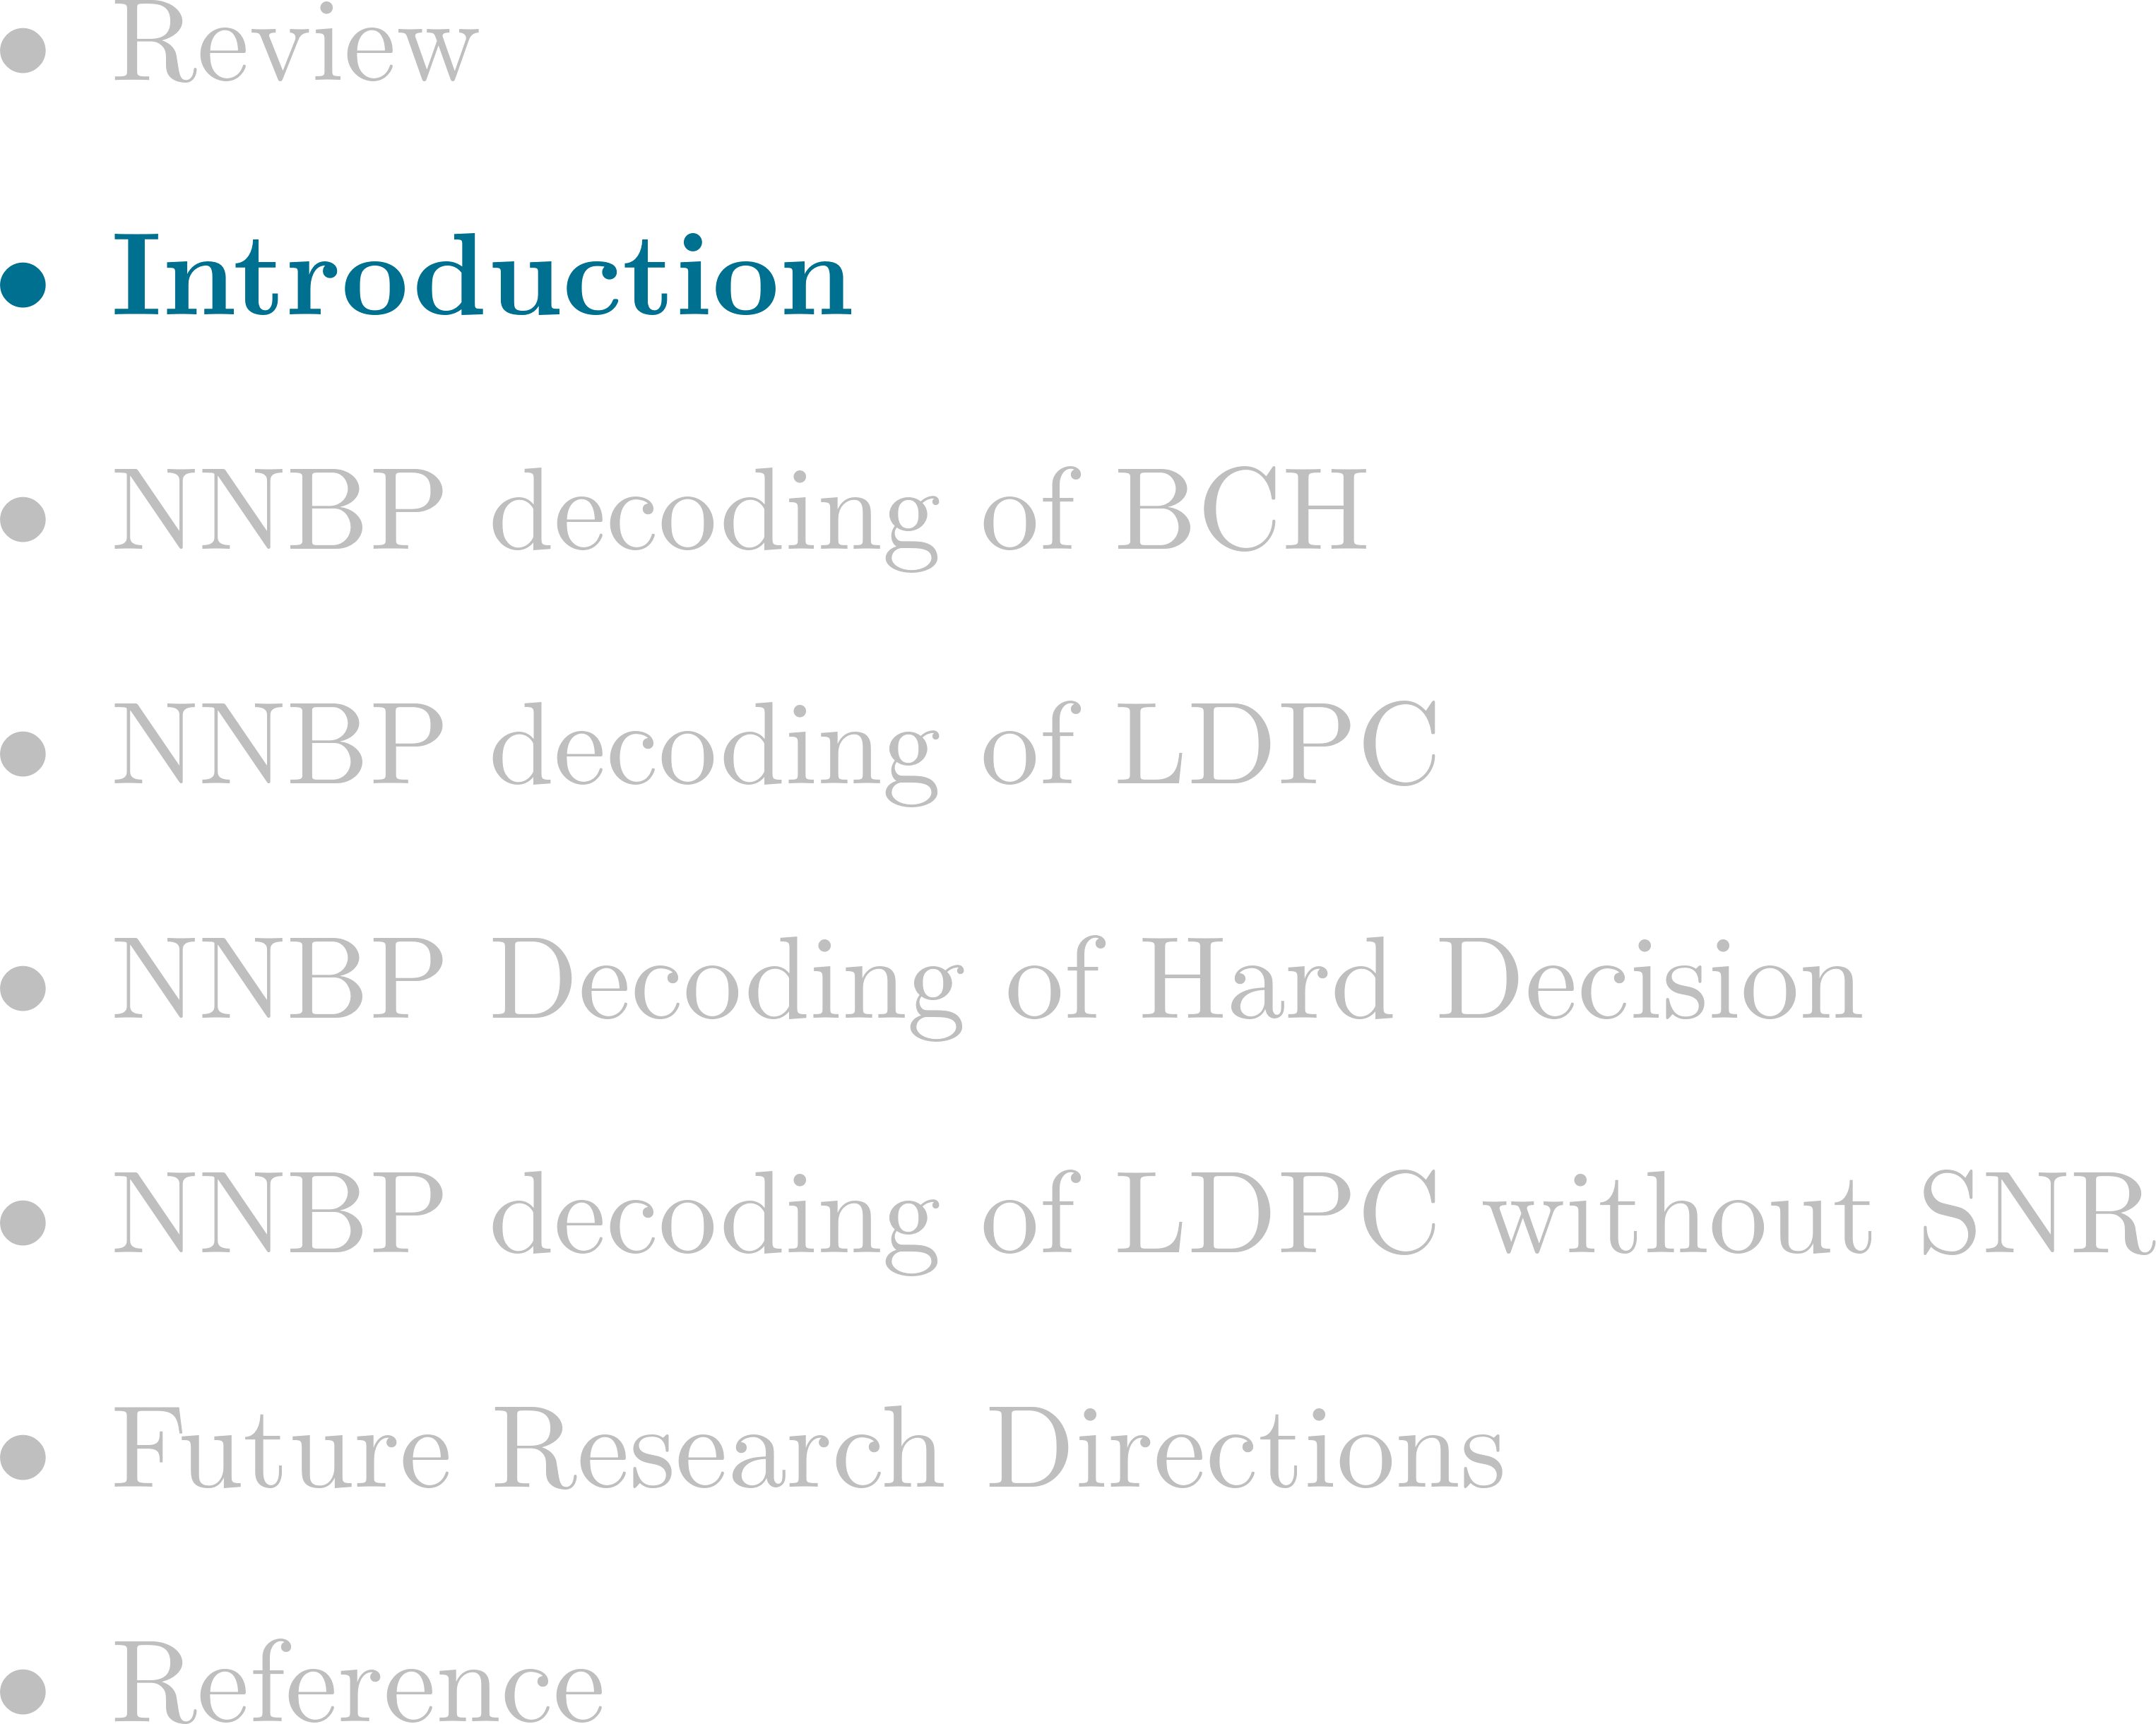 • Review
• Introduction
• NNBP decoding of BCH
• NNBP decoding of LDPC
• NNBP Decoding of Hard Decision
• NNBP decoding of LDPC without SNR
• Future Research Directions
• Reference